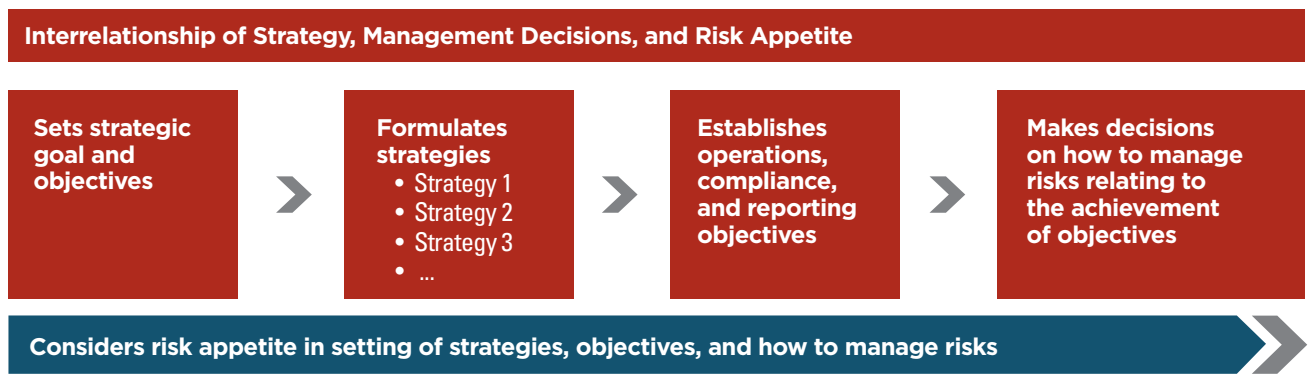 Interrelationship of Strategy, Management Decisions, and Risk Appetite
Sets strategic
goal and
objectives
Formulates
strategies
• Strategy 1
• Strategy 2
• Strategy 3
• ...
Establishes
operations,
compliance,
and reporting
objectives
Makes decisions
on how to manage
risks relating to
the achievement
of objectives
Considers risk appetite in setting of strategies, objectives, and how to manage risks